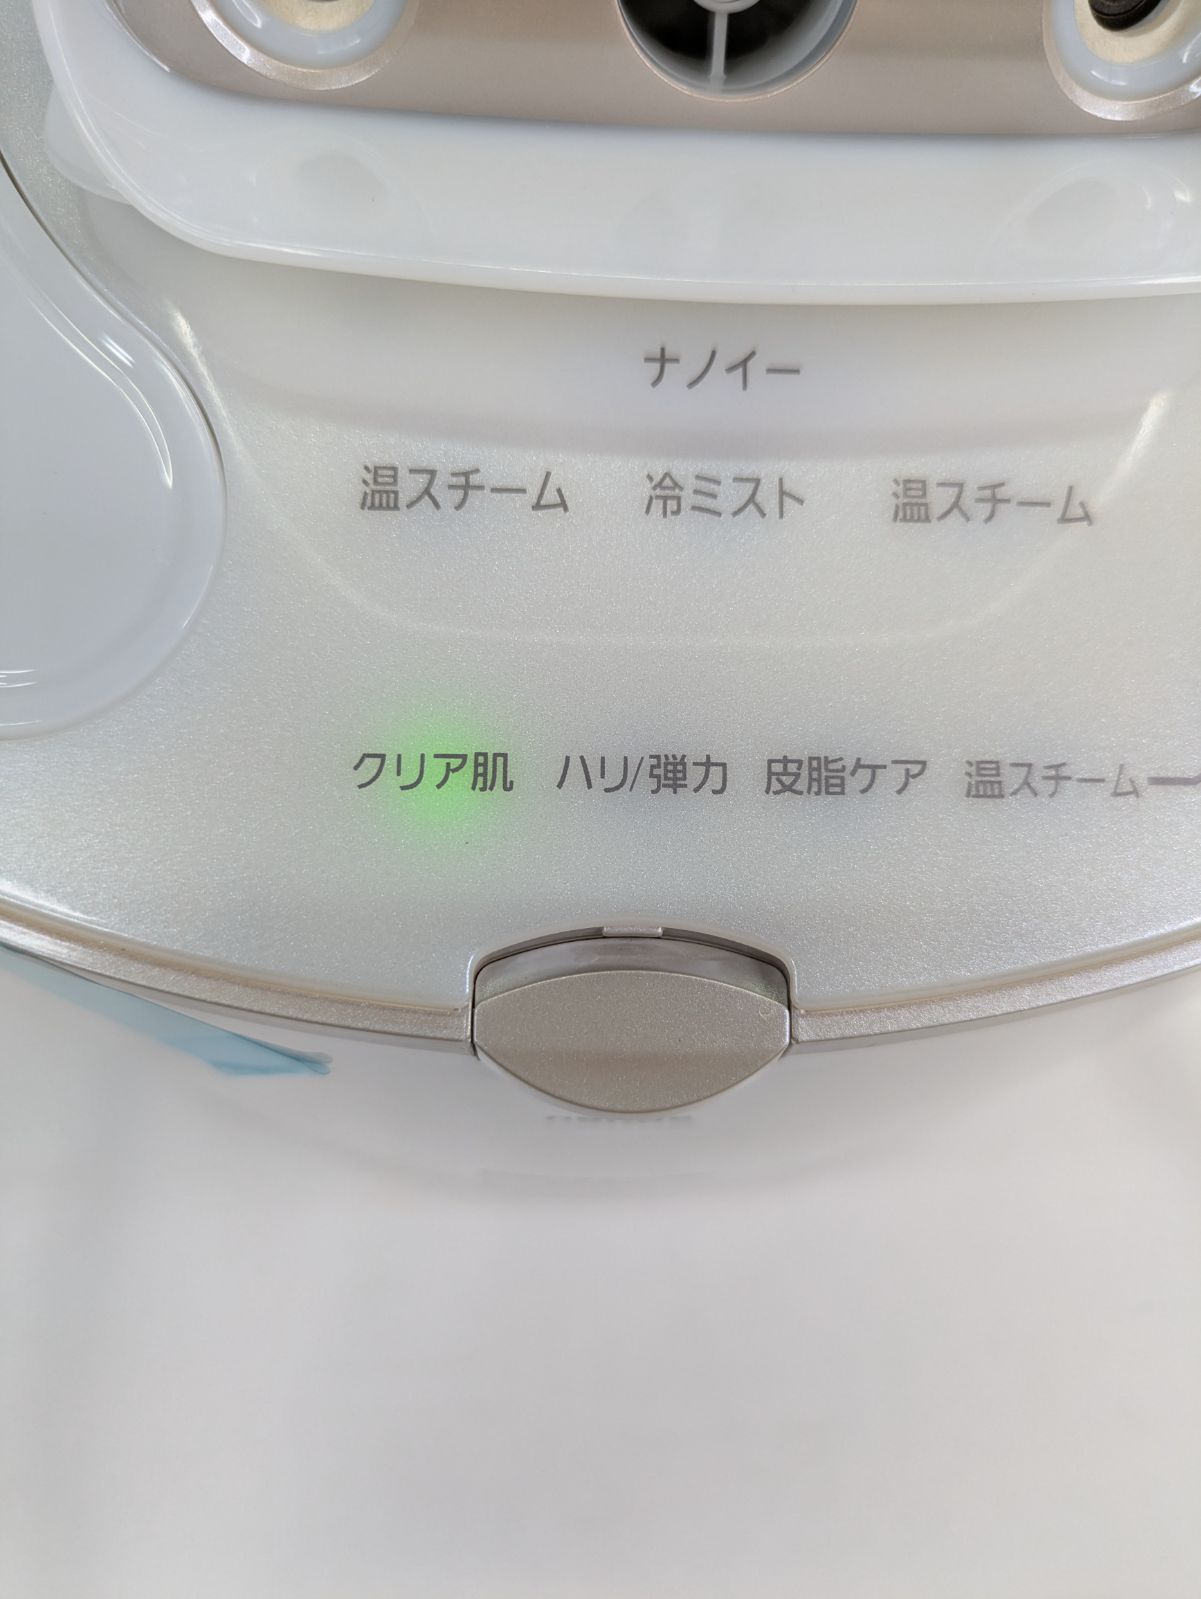 ナノイー
温スチーム 冷ミスト 温スチーム
クリア肌 ハリ/弾力 皮脂ケア 温スチーム